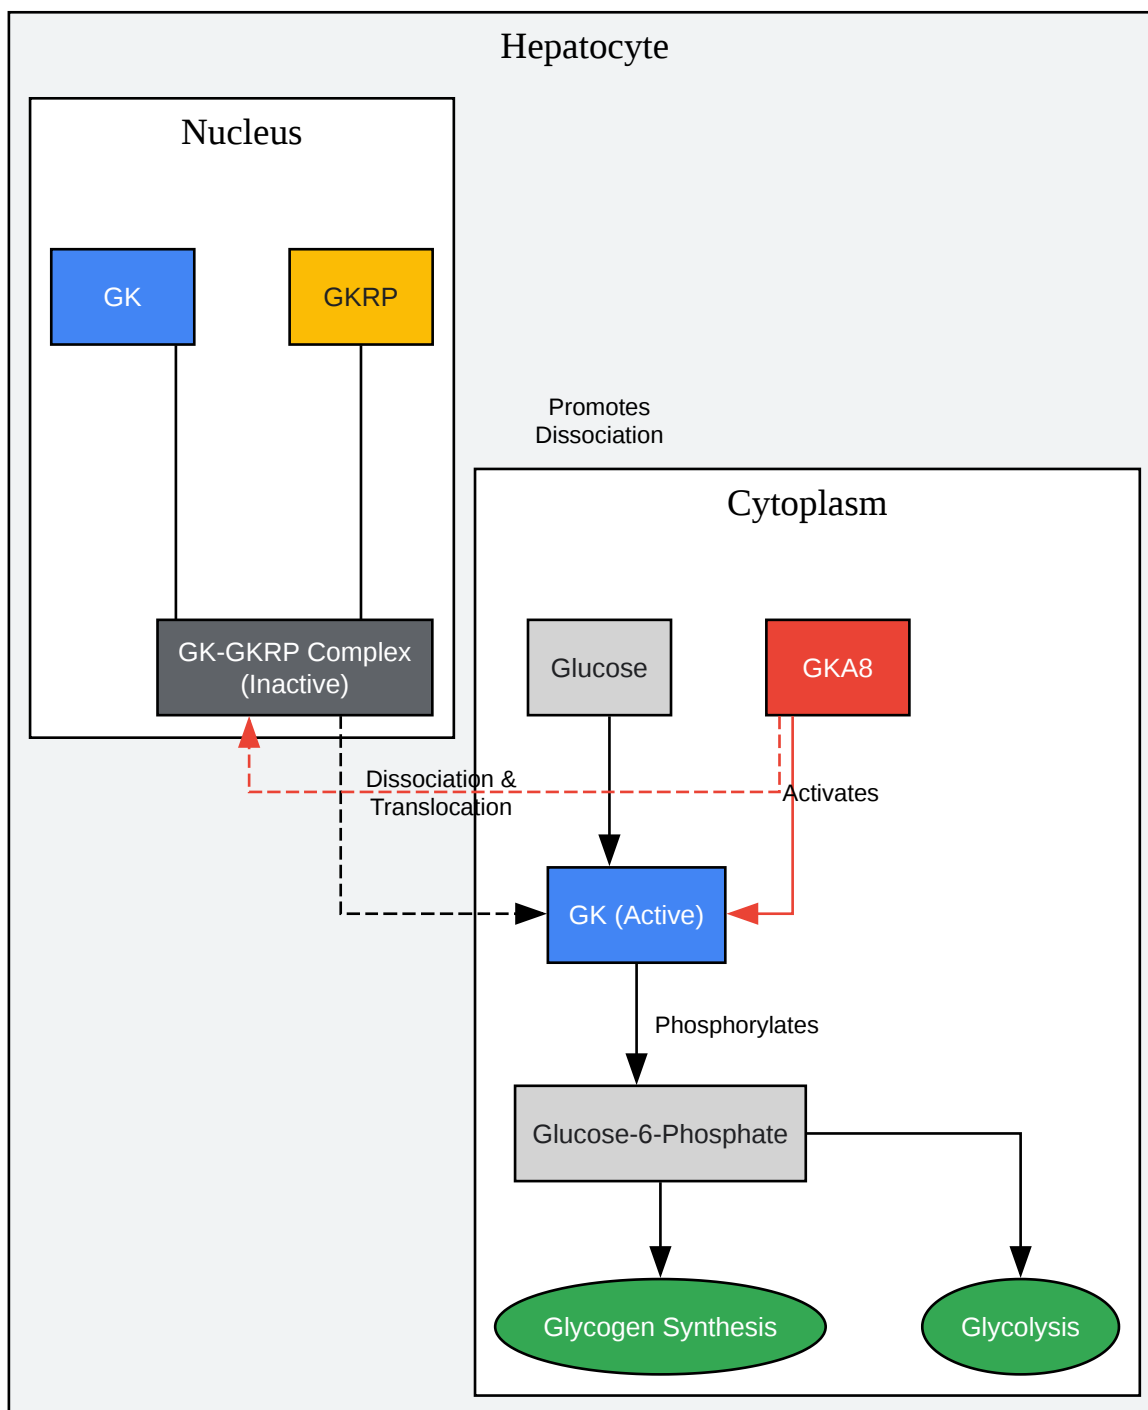 Hepatocyte
Nucleus
GK
GKRP
Promotes
Dissociation
Cytoplasm
GK-GKRP Complex
(Inactive)
Glucose
GKA8
Dissociation &
Translocation
Activates
GK (Active)
Phosphorylates
Glucose-6-Phosphate
Glycogen Synthesis
Glycolysis